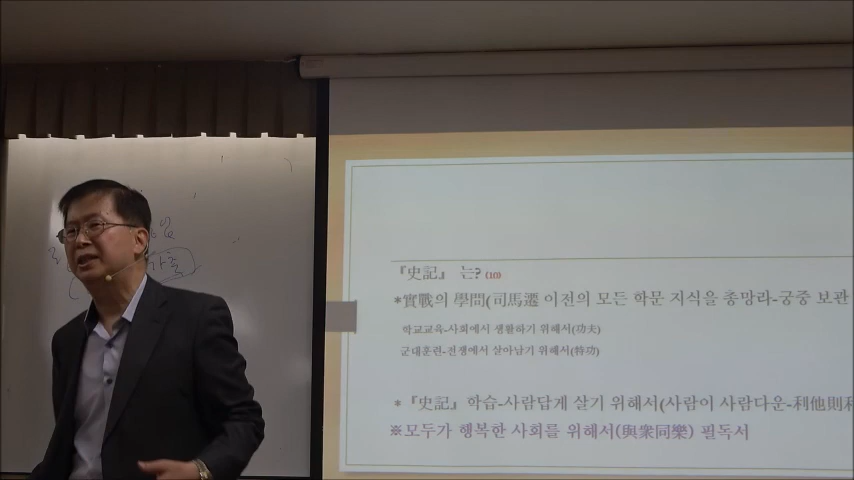 『史記』 는? (10)
*實戰의 學問(司馬遷 이전의 모든 학문 지식을 총망라-궁중 보관
학교교육-사회에서 생활하기 위해서(功夫)
군대훈련-전쟁에서 살아남기 위해서(特功)
*『史記』 학습-사람답게 살기 위해서(사람이 사람다운-利他則利
※모두가 행복한 사회를 위해서(與衆同樂) 필독서